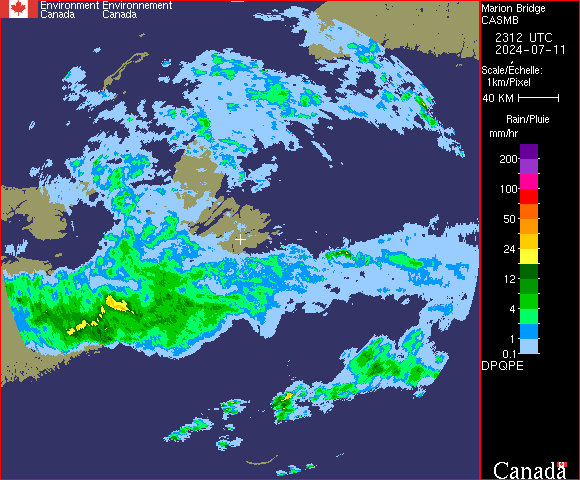 Environment Environnement
Canada Canada
Marion Bridge
CASMB
2312 UTC
2024-07-11
Scale/Échelle:
1km/Pixel
40 KM
Rain/Pluie
mm/hr
200
100
50
24
12
4
1
0.1
DPQPE
Canada